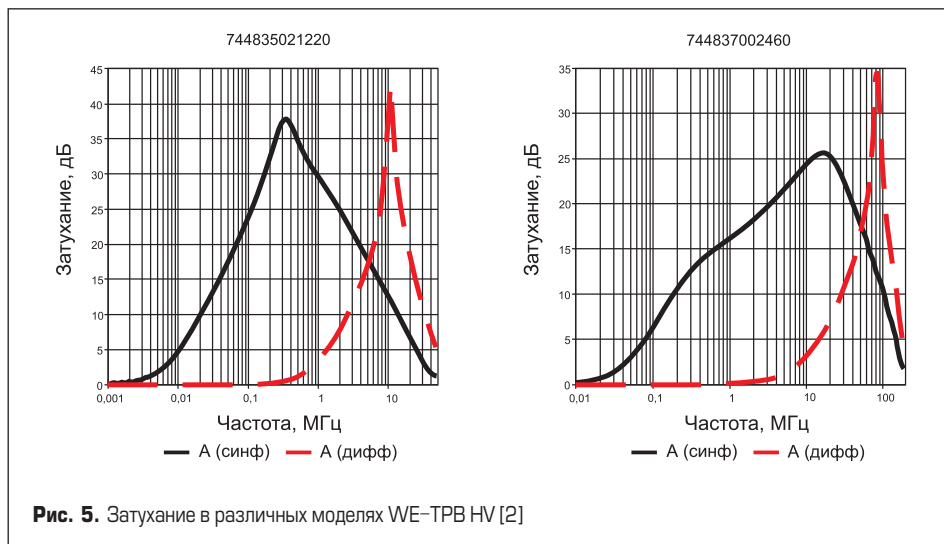 744835021220
45
40
35
30
25
20
15
10
5
0
Затухание, дБ
0,001 0,01 0,1 1 10
Частота, МГц
А (синф) А (дифф)
744837002460
35
30
25
20
15
10
5
0
Затухание, дБ
0,01 0,1 1 10 100
Частота, МГц
А (синф) А (дифф)
Рис. 5. Затухание в различных моделях WE–TPB HV [2]